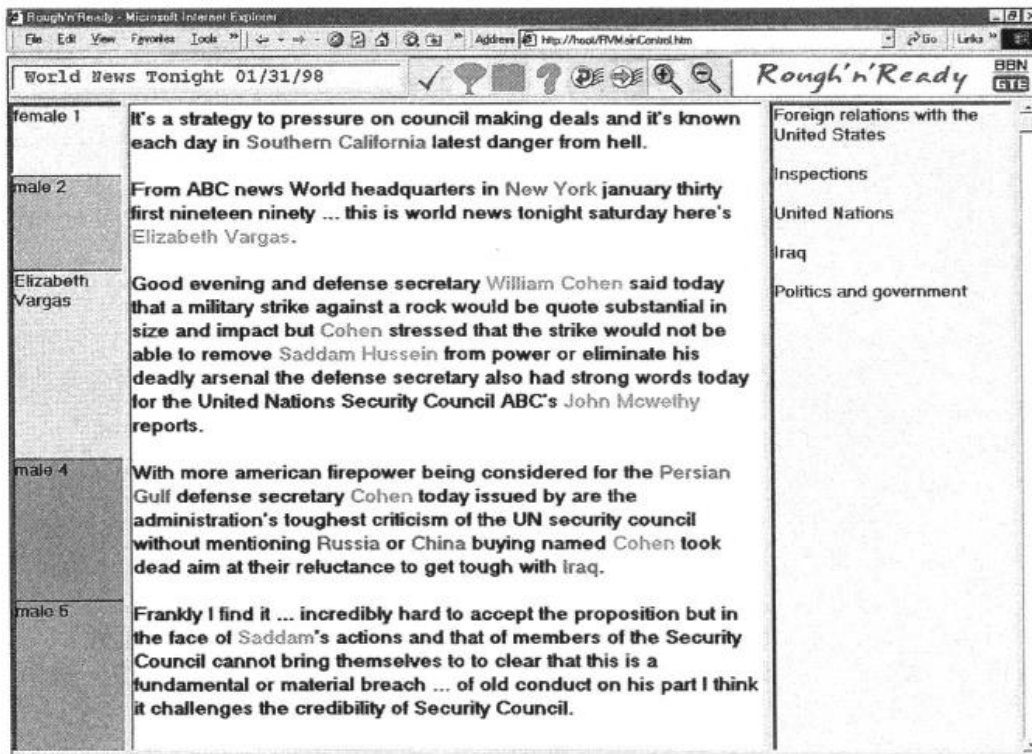 Rough'n'Ready - Microsoft Internet Explorer
File Edit View Favorites Tools » Address http://hoot/RVMainControl.htm Go Links »
World News Tonight 01/31/98
Rough'n'Ready
BBN
GTE
female 1
It's a strategy to pressure on council making deals and it's known
each day in Southern California latest danger from hell.
male 2
From ABC news World headquarters in New York january thirty
first nineteen ninety ... this is world news tonight saturday here's
Elizabeth Vargas.
Elizabeth
Vargas
Good evening and defense secretary William Cohen said today
that a military strike against a rock would be quote substantial in
size and impact but Cohen stressed that the strike would not be
able to remove Saddam Hussein from power or eliminate his
deadly arsenal the defense secretary also had strong words today
for the United Nations Security Council ABC's John Mcwethy
reports.
male 4
With more american firepower being considered for the Persian
Gulf defense secretary Cohen today issued by are the
administration's toughest criticism of the UN security council
without mentioning Russia or China buying named Cohen took
dead aim at their reluctance to get tough with Iraq.
male 5
Frankly I find it ... incredibly hard to accept the proposition but in
the face of Saddam's actions and that of members of the Security
Council cannot bring themselves to to clear that this is a
fundamental or material breach ... of old conduct on his part I think
it challenges the credibility of Security Council.
Foreign relations with the
United States
Inspections
United Nations
Iraq
Politics and government